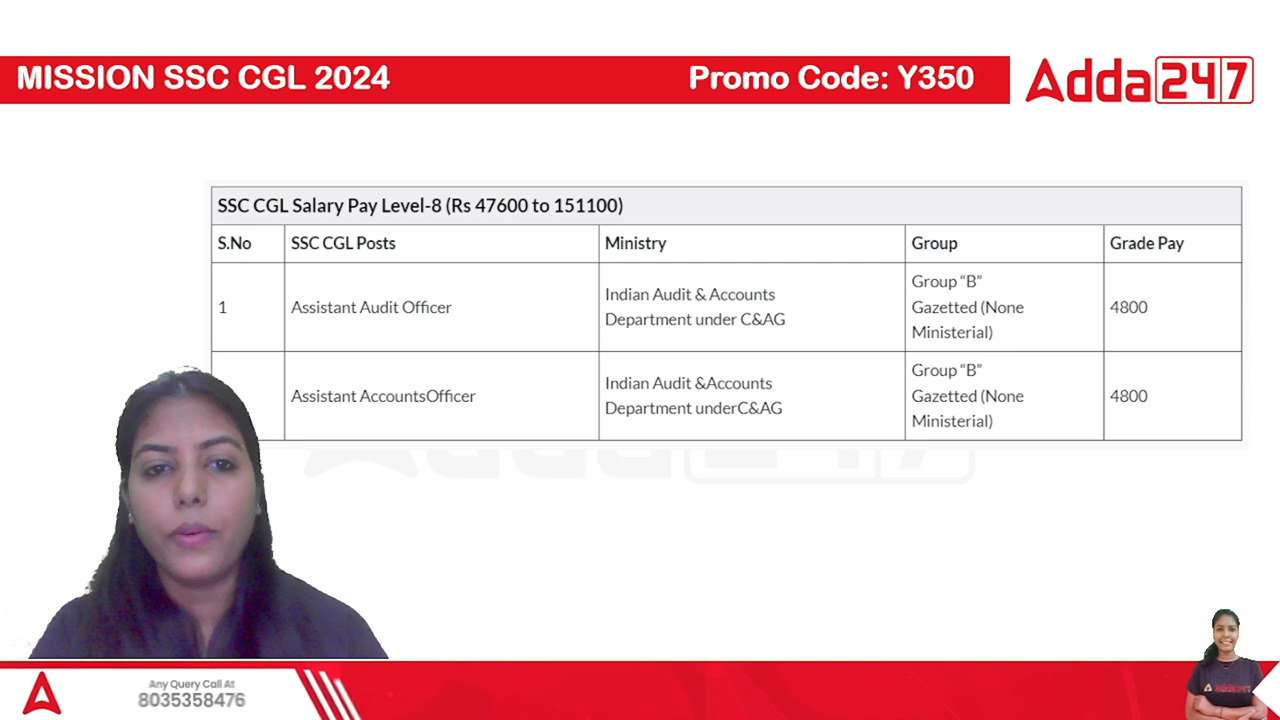 MISSION SSC CGL 2024
Promo Code: Y350
Adda 247
SSC CGL Salary Pay Level-8 (Rs 47600 to 151100)
S.No SSC CGL Posts Ministry Group Grade Pay
1 Assistant Audit Officer Indian Audit & Accounts Department under C&AG Group “B” Gazetted (None Ministerial) 4800
Assistant AccountsOfficer Indian Audit &Accounts Department underC&AG Group “B” Gazetted (None Ministerial) 4800
Any Query Call At
8035358476